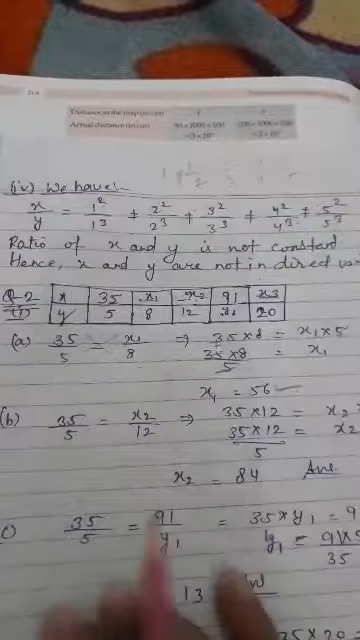 Distance on the map (in cm) 1
Actual distance (in cm)
(iv) We have:-
x/y = 1²/1³ ≠ 2²/2³ ≠ 3²/3³ ≠ 4²/4³ ≠ 5²/5³
Ratio of x and y is not constant
Hence, x and y are not in direct
Q-2 x 35 x₁ x₂ 91 x₃
y 5 8 12 y₁ 20
(a) 35/5 = x₁/8 ⇒ 35×8 = x₁×5
35×8/5 = x₁
x₁ = 56
(b) 35/5 = x₂/12 ⇒ 35×12 = x₂
35×12/5 = x₂
x₂ = 84 Ans
35/5 = 91/y₁ = 35×y₁ = 9
y₁ = 91×5/35
13